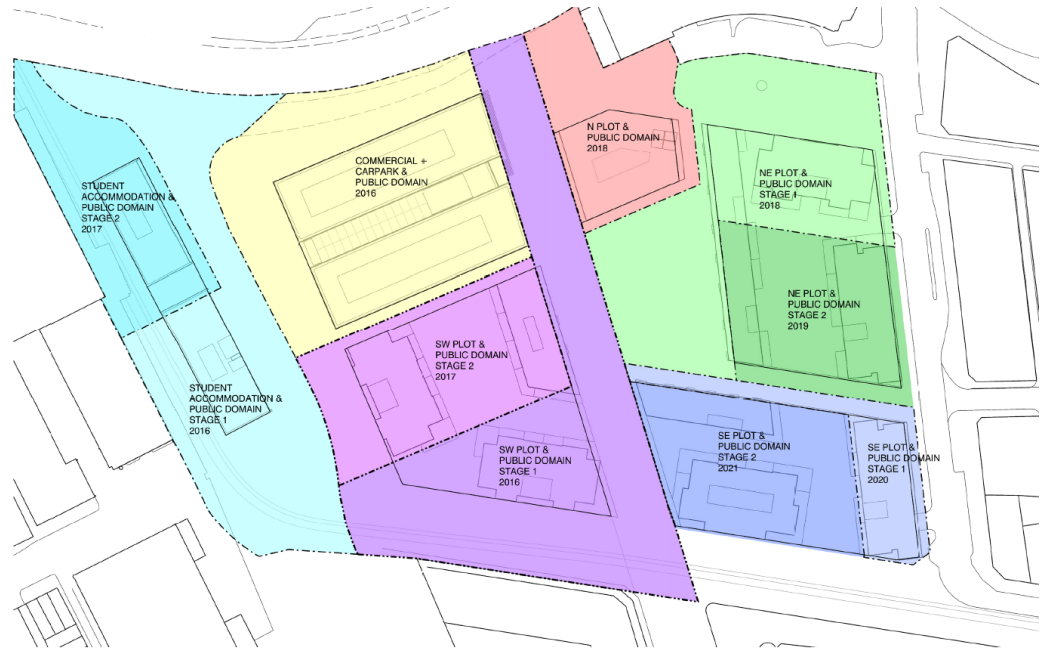 STUDENT
ACCOMMODATION &
PUBLIC DOMAIN
STAGE 2
2017
COMMERCIAL +
CARPARK &
PUBLIC DOMAIN
2016
N PLOT &
PUBLIC DOMAIN
2018
NE PLOT &
PUBLIC DOMAIN
STAGE 1
2018
NE PLOT &
PUBLIC DOMAIN
STAGE 2
2019
SW PLOT &
PUBLIC DOMAIN
STAGE 2
2017
STUDENT
ACCOMMODATION &
PUBLIC DOMAIN
STAGE 1
2016
SW PLOT &
PUBLIC DOMAIN
STAGE 1
2016
SE PLOT &
PUBLIC DOMAIN
STAGE 2
2021
SE PLOT &
PUBLIC DOMAIN
STAGE 1
2020